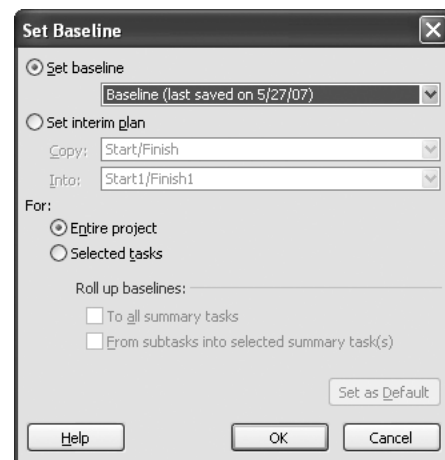 Set Baseline
Set baseline
Baseline (last saved on 5/27/07)
Set interim plan
Copy: Start/Finish
Into: Start1/Finish1
For:
Entire project
Selected tasks
Roll up baselines:
To all summary tasks
From subtasks into selected summary task(s)
Set as Default
Help OK Cancel